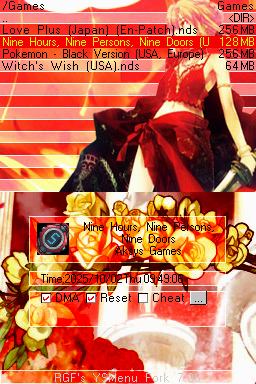 /Games Games
.. <DIR>
Love Plus (Japan) (En-Patch).nds 256MB
Nine Hours, Nine Persons, Nine Doors (U 128MB
Pokemon - Black Version (USA, Europe) 256MB
Witch's Wish (USA).nds 64MB
Nine Hours, Nine Persons,
Nine Doors
Aksys Games
Time:2025/10/02 Thu 09:49:06
DMA Reset Cheat ...
RGF's YSMenu Fork 7.0